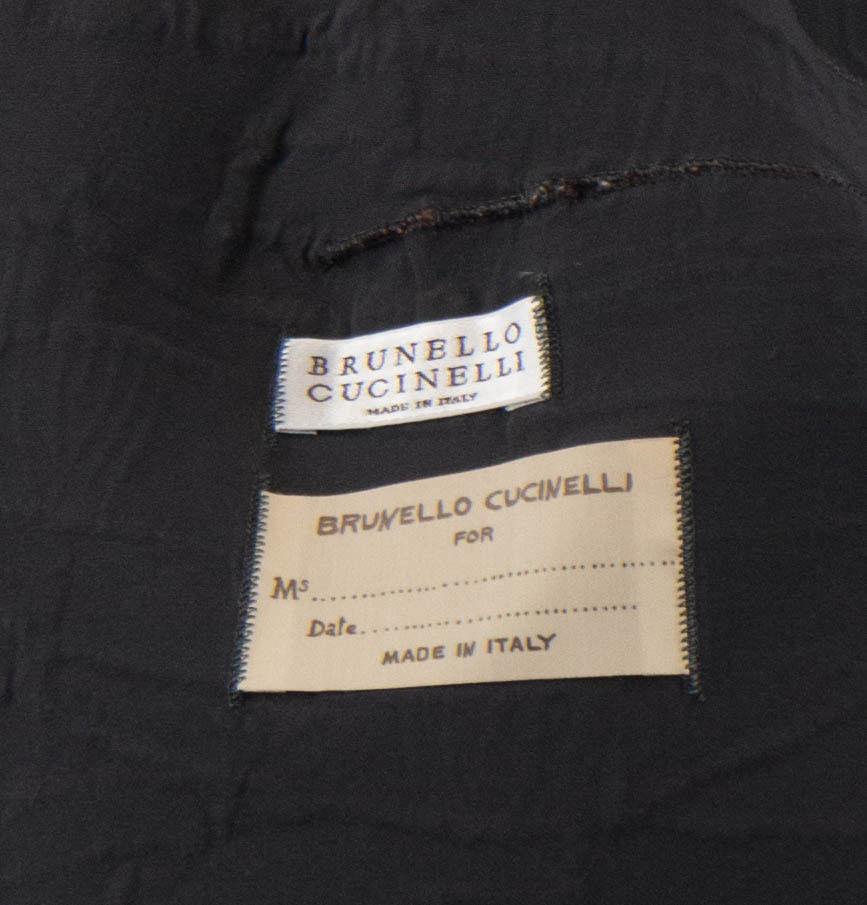 BRUNELLO
CUCINELLI
MADE IN ITALY
BRUNELLO CUCINELLI
FOR
Ms..............................
Date..............................
MADE IN ITALY